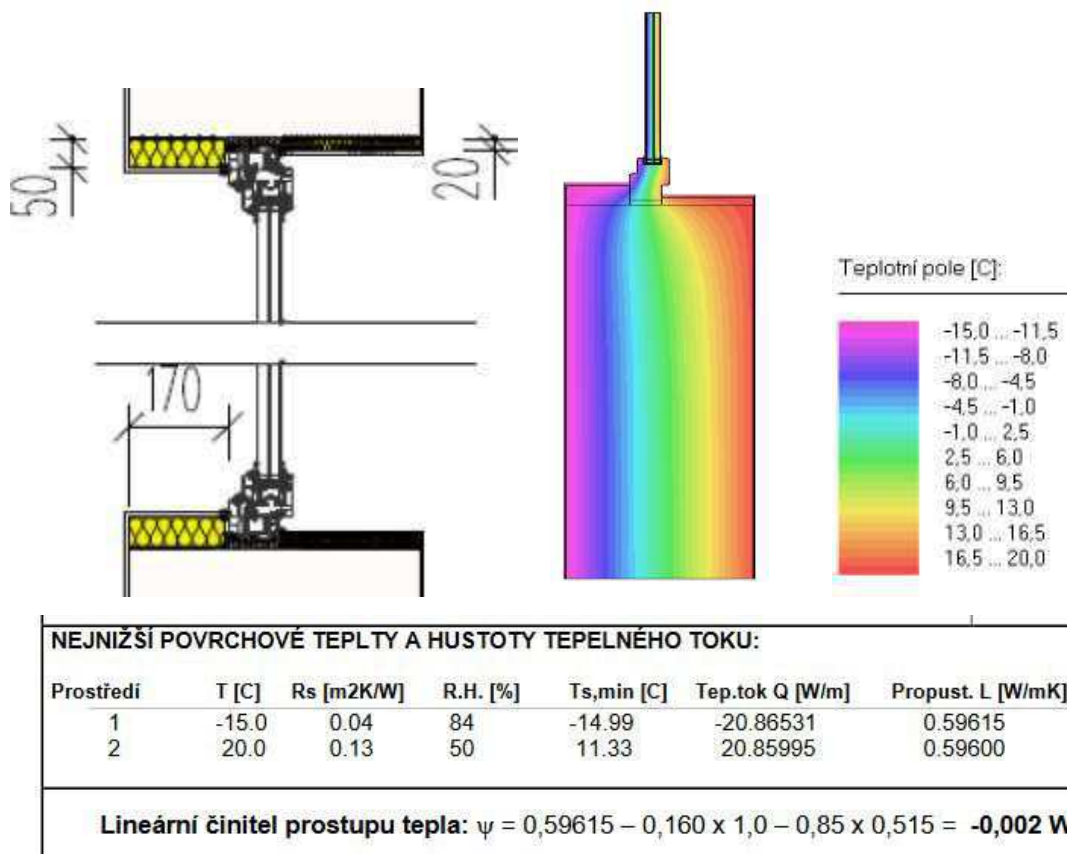 50
20
170
Teplotní pole [C]:
-15,0 ... -11,5
-11,5 ... -8,0
-8,0 ... -4,5
-4,5 ... -1,0
-1,0 ... 2,5
2,5 ... 6,0
6,0 ... 9,5
9,5 ... 13,0
13,0 ... 16,5
16,5 ... 20,0
NEJNIŽŠÍ POVRCHOVÉ TEPLTY A HUSTOTY TEPELNÉHO TOKU:
Prostředí T [C] Rs [m2K/W] R.H. [%] Ts,min [C] Tep.tok Q [W/m] Propust. L [W/mK]
1 -15.0 0.04 84 -14.99 -20.86531 0.59615
2 20.0 0.13 50 11.33 20.85995 0.59600
Lineární činitel prostupu tepla: ψ = 0,59615 – 0,160 x 1,0 – 0,85 x 0,515 = -0,002 W